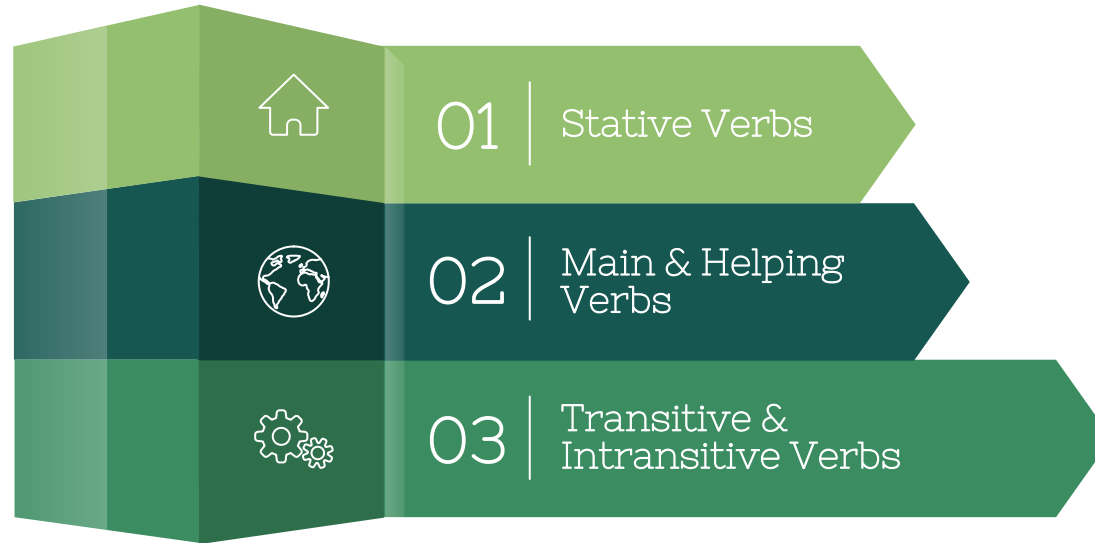 01
Stative Verbs
02
Main & Helping
Verbs
03
Transitive &
Intransitive Verbs